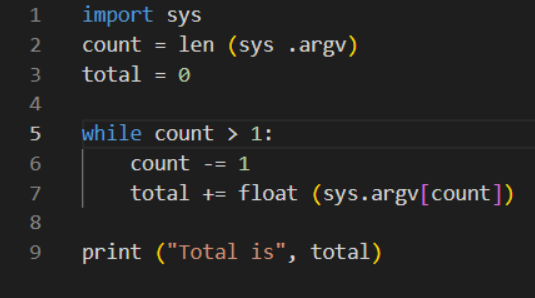 1 import sys
2 count = len (sys .argv)
3 total = 0
4
5 while count > 1:
6     count -= 1
7     total += float (sys.argv[count])
8
9 print ("Total is", total)